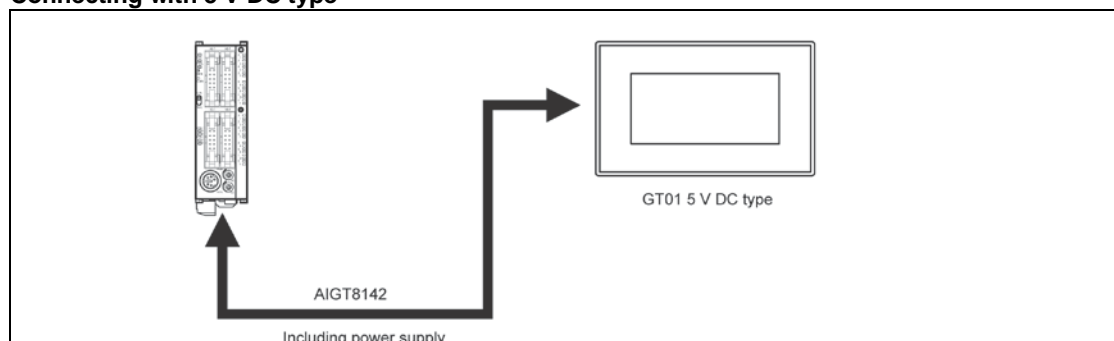 Connecting with 5 V DC type
GT01 5 V DC type
AIGT8142
Including power supply